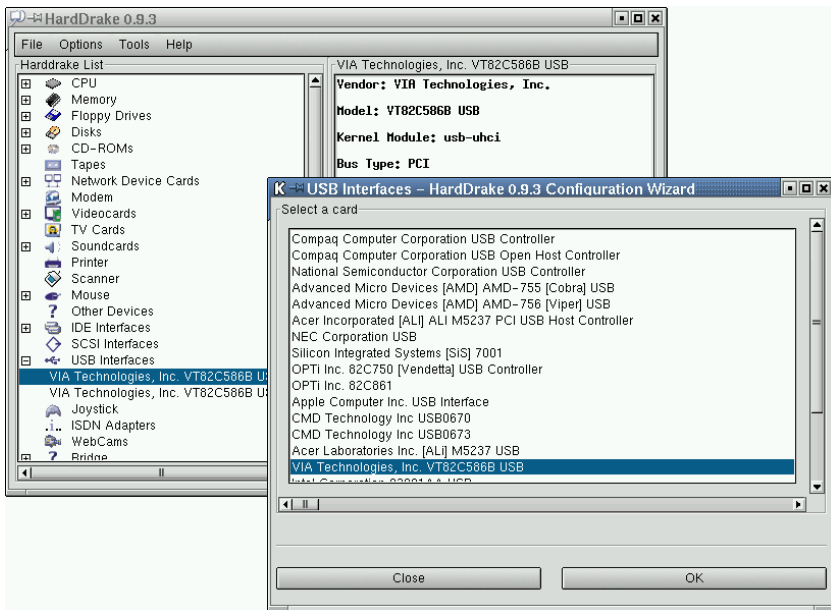 HardDrake 0.9.3
File Options Tools Help
Harddrake List
CPU
Memory
Floppy Drives
Disks
CD-ROMs
Tapes
Network Device Cards
Modem
Videocards
TV Cards
Soundcards
Printer
Scanner
Mouse
Other Devices
IDE Interfaces
SCSI Interfaces
USB Interfaces
VIA Technologies, Inc. VT82C586B U
VIA Technologies, Inc. VT82C586B U
Joystick
ISDN Adapters
WebCams
Bridge
VIA Technologies, Inc. VT82C586B USB
Vendor: VIA Technologies, Inc.
Model: VT82C586B USB
Kernel Module: usb-uhci
Bus Type: PCI
USB Interfaces - HardDrake 0.9.3 Configuration Wizard
Select a card
Compaq Computer Corporation USB Controller
Compaq Computer Corporation USB Open Host Controller
National Semiconductor Corporation USB Controller
Advanced Micro Devices [AMD] AMD-755 [Cobra] USB
Advanced Micro Devices [AMD] AMD-756 [Viper] USB
Acer Incorporated [ALI] ALI M5237 PCI USB Host Controller
NEC Corporation USB
Silicon Integrated Systems [SiS] 7001
OPTi Inc. 82C750 [Vendetta] USB Controller
OPTi Inc. 82C861
Apple Computer Inc. USB Interface
CMD Technology Inc USB0670
CMD Technology Inc USB0673
Acer Laboratories Inc. [ALi] M5237 USB
VIA Technologies, Inc. VT82C586B USB
Close
OK